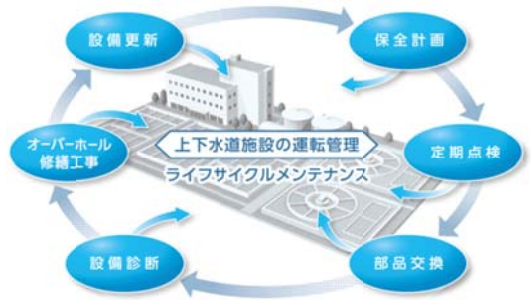 設備更新
保全計画
オーバーホール
修繕工事
上下水道施設の運転管理
ライフサイクルメンテナンス
定期点検
設備診断
部品交換